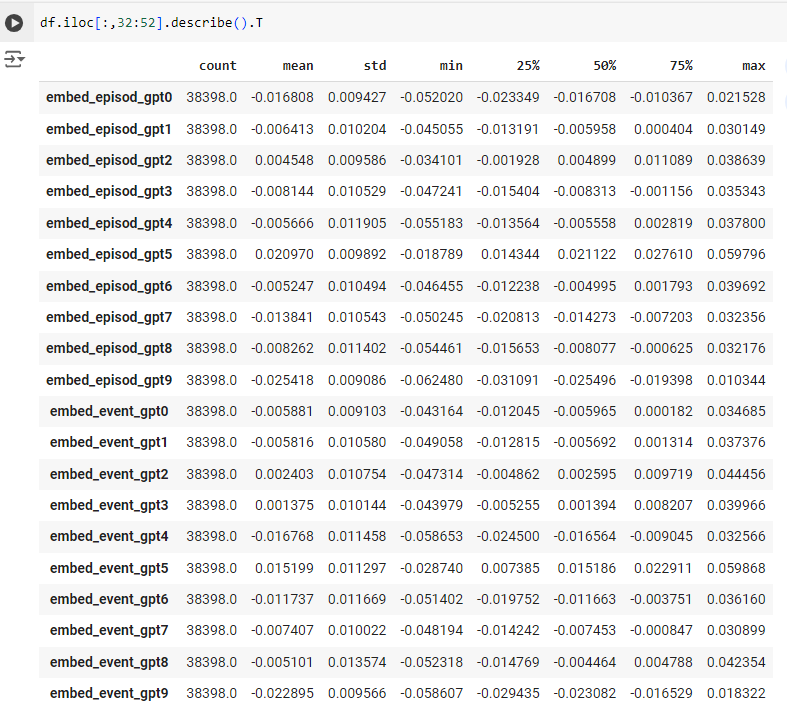 df.iloc[:,32:52].describe().T
count mean std min 25% 50% 75% max
embed_episod_gpt0 38398.0 -0.016808 0.009427 -0.052020 -0.023349 -0.016708 -0.010367 0.021528
embed_episod_gpt1 38398.0 -0.006413 0.010204 -0.045055 -0.013191 -0.005958 0.000404 0.030149
embed_episod_gpt2 38398.0 0.004548 0.009586 -0.034101 -0.001928 0.004899 0.011089 0.038639
embed_episod_gpt3 38398.0 -0.008144 0.010529 -0.047241 -0.015404 -0.008313 -0.001156 0.035343
embed_episod_gpt4 38398.0 -0.005666 0.011905 -0.055183 -0.013564 -0.005558 0.002819 0.037800
embed_episod_gpt5 38398.0 0.020970 0.009892 -0.018789 0.014344 0.021122 0.027610 0.059796
embed_episod_gpt6 38398.0 -0.005247 0.010494 -0.046455 -0.012238 -0.004995 0.001793 0.039692
embed_episod_gpt7 38398.0 -0.013841 0.010543 -0.050245 -0.020813 -0.014273 -0.007203 0.032356
embed_episod_gpt8 38398.0 -0.008262 0.011402 -0.054461 -0.015653 -0.008077 -0.000625 0.032176
embed_episod_gpt9 38398.0 -0.025418 0.009086 -0.062480 -0.031091 -0.025496 -0.019398 0.010344
embed_event_gpt0 38398.0 -0.005881 0.009103 -0.043164 -0.012045 -0.005965 0.000182 0.034685
embed_event_gpt1 38398.0 -0.005816 0.010580 -0.049058 -0.012815 -0.005692 0.001314 0.037376
embed_event_gpt2 38398.0 0.002403 0.010754 -0.047314 -0.004862 0.002595 0.009719 0.044456
embed_event_gpt3 38398.0 0.001375 0.010144 -0.043979 -0.005255 0.001394 0.008207 0.039966
embed_event_gpt4 38398.0 -0.016768 0.011458 -0.058653 -0.024500 -0.016564 -0.009045 0.032566
embed_event_gpt5 38398.0 0.015199 0.011297 -0.028740 0.007385 0.015186 0.022911 0.059868
embed_event_gpt6 38398.0 -0.011737 0.011669 -0.051402 -0.019752 -0.011663 -0.003751 0.036160
embed_event_gpt7 38398.0 -0.007407 0.010022 -0.048194 -0.014242 -0.007453 -0.000847 0.030899
embed_event_gpt8 38398.0 -0.005101 0.013574 -0.052318 -0.014769 -0.004464 0.004788 0.042354
embed_event_gpt9 38398.0 -0.022895 0.009566 -0.058607 -0.029435 -0.023082 -0.016529 0.018322